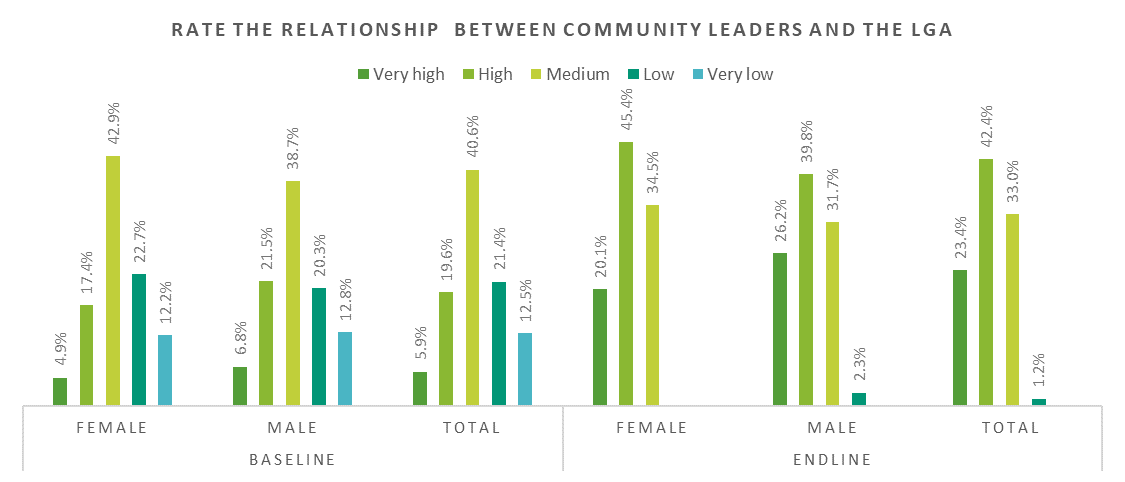 RATE THE RELATIONSHIP BETWEEN COMMUNITY LEADERS AND THE LGA
Very high High Medium Low Very low
4.9% 17.4% 42.9% 22.7% 12.2% 6.8% 21.5% 38.7% 20.3% 12.8% 5.9% 19.6% 40.6% 21.4% 12.5% 20.1% 45.4% 34.5% 26.2% 39.8% 31.7% 2.3% 23.4% 42.4% 33.0% 1.2%
FEMALE MALE TOTAL FEMALE MALE TOTAL
BASELINE ENDLINE